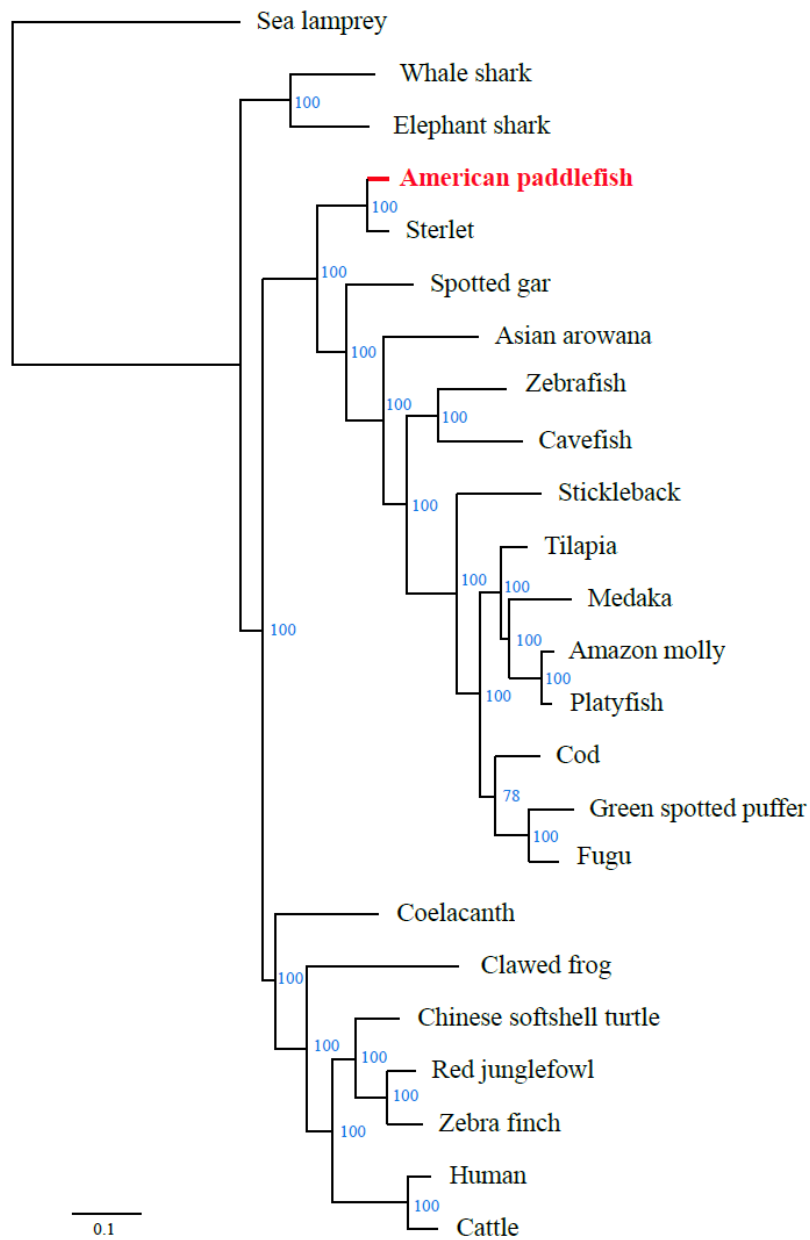 Sea lamprey
Whale shark
100
Elephant shark
American paddlefish
100
Sterlet
100
Spotted gar
Asian arowana
100
Zebrafish
100
100
Cavefish
Stickleback
100
Tilapia
100
100
Medaka
100
Amazon molly
100
100
Platyfish
100
Cod
78
Green spotted puffer
100
Fugu
Coelacanth
Clawed frog
100
Chinese softshell turtle
100
100
Red junglefowl
100
Zebra finch
100
Human
100
Cattle
0.1